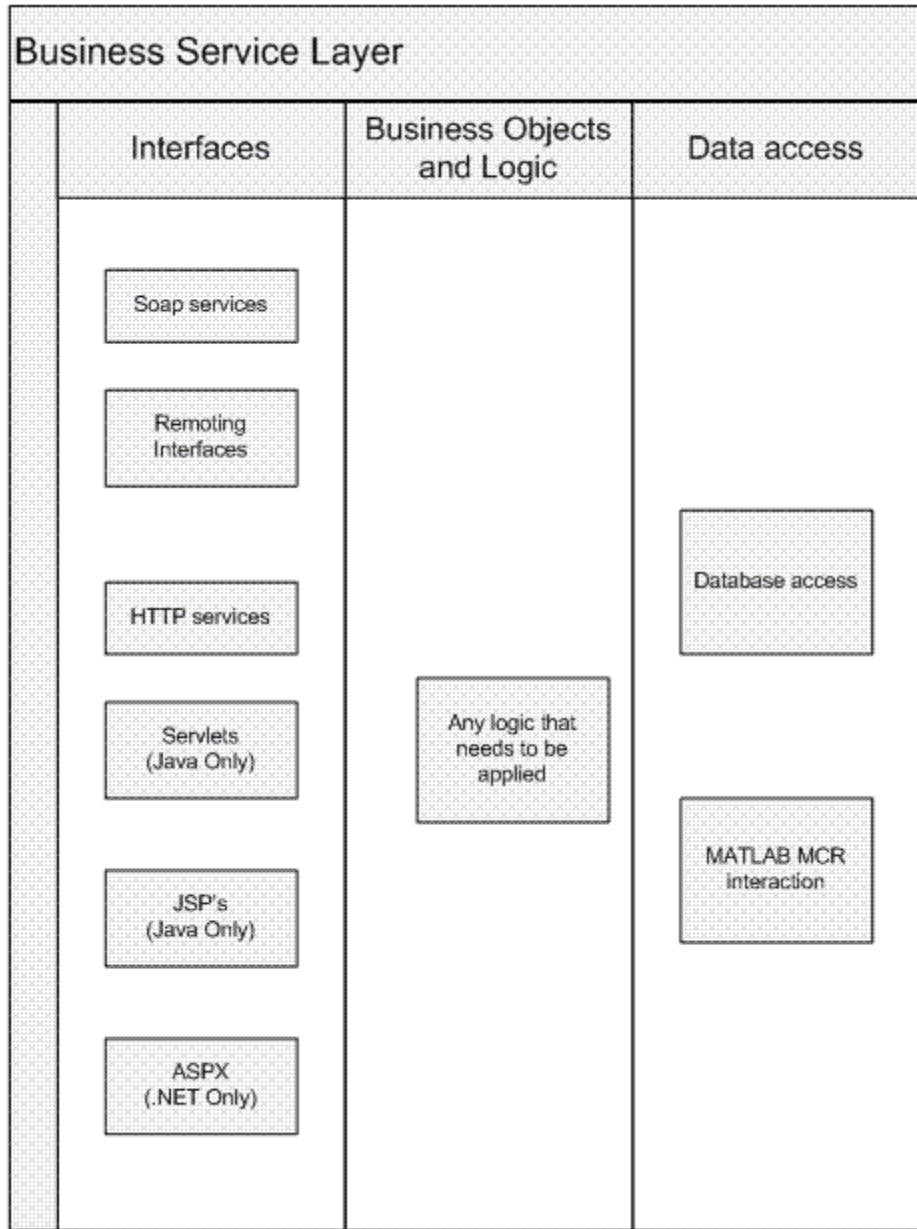 Business Service Layer
Interfaces
Business Objects
and Logic
Data access
Soap services
Remoting
Interfaces
HTTP services
Servlets
(Java Only)
JSP's
(Java Only)
ASPX
(.NET Only)
Any logic that
needs to be
applied
Database access
MATLAB MCR
interaction